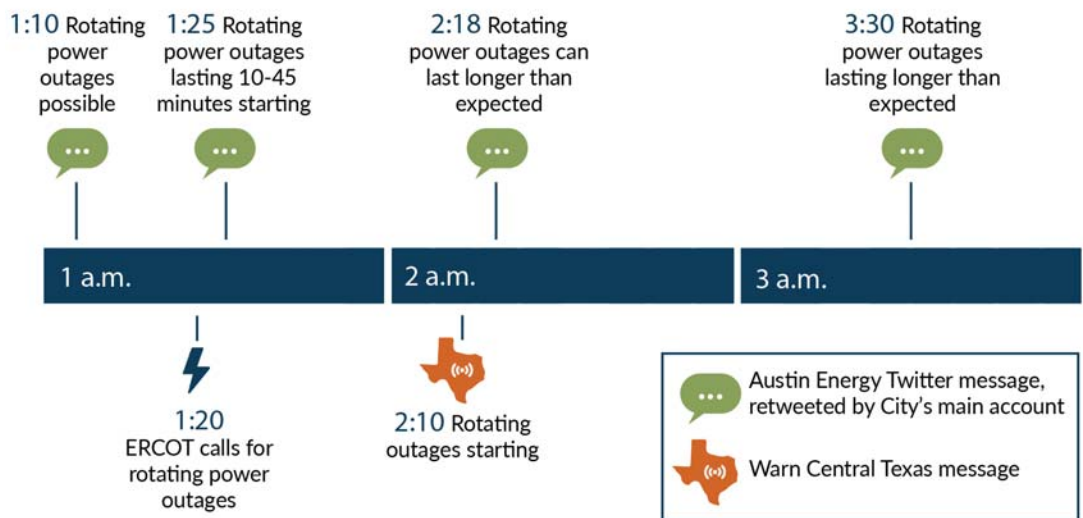 1:10 Rotating
power
outages
possible
1:25 Rotating
power outages
lasting 10-45
minutes starting
2:18 Rotating
power outages can
last longer than
expected
3:30 Rotating
power outages
lasting longer than
expected
1 a.m.
2 a.m.
3 a.m.
1:20
ERCOT calls for
rotating power
outages
2:10 Rotating
outages starting
Austin Energy Twitter message,
retweeted by City's main account
Warn Central Texas message